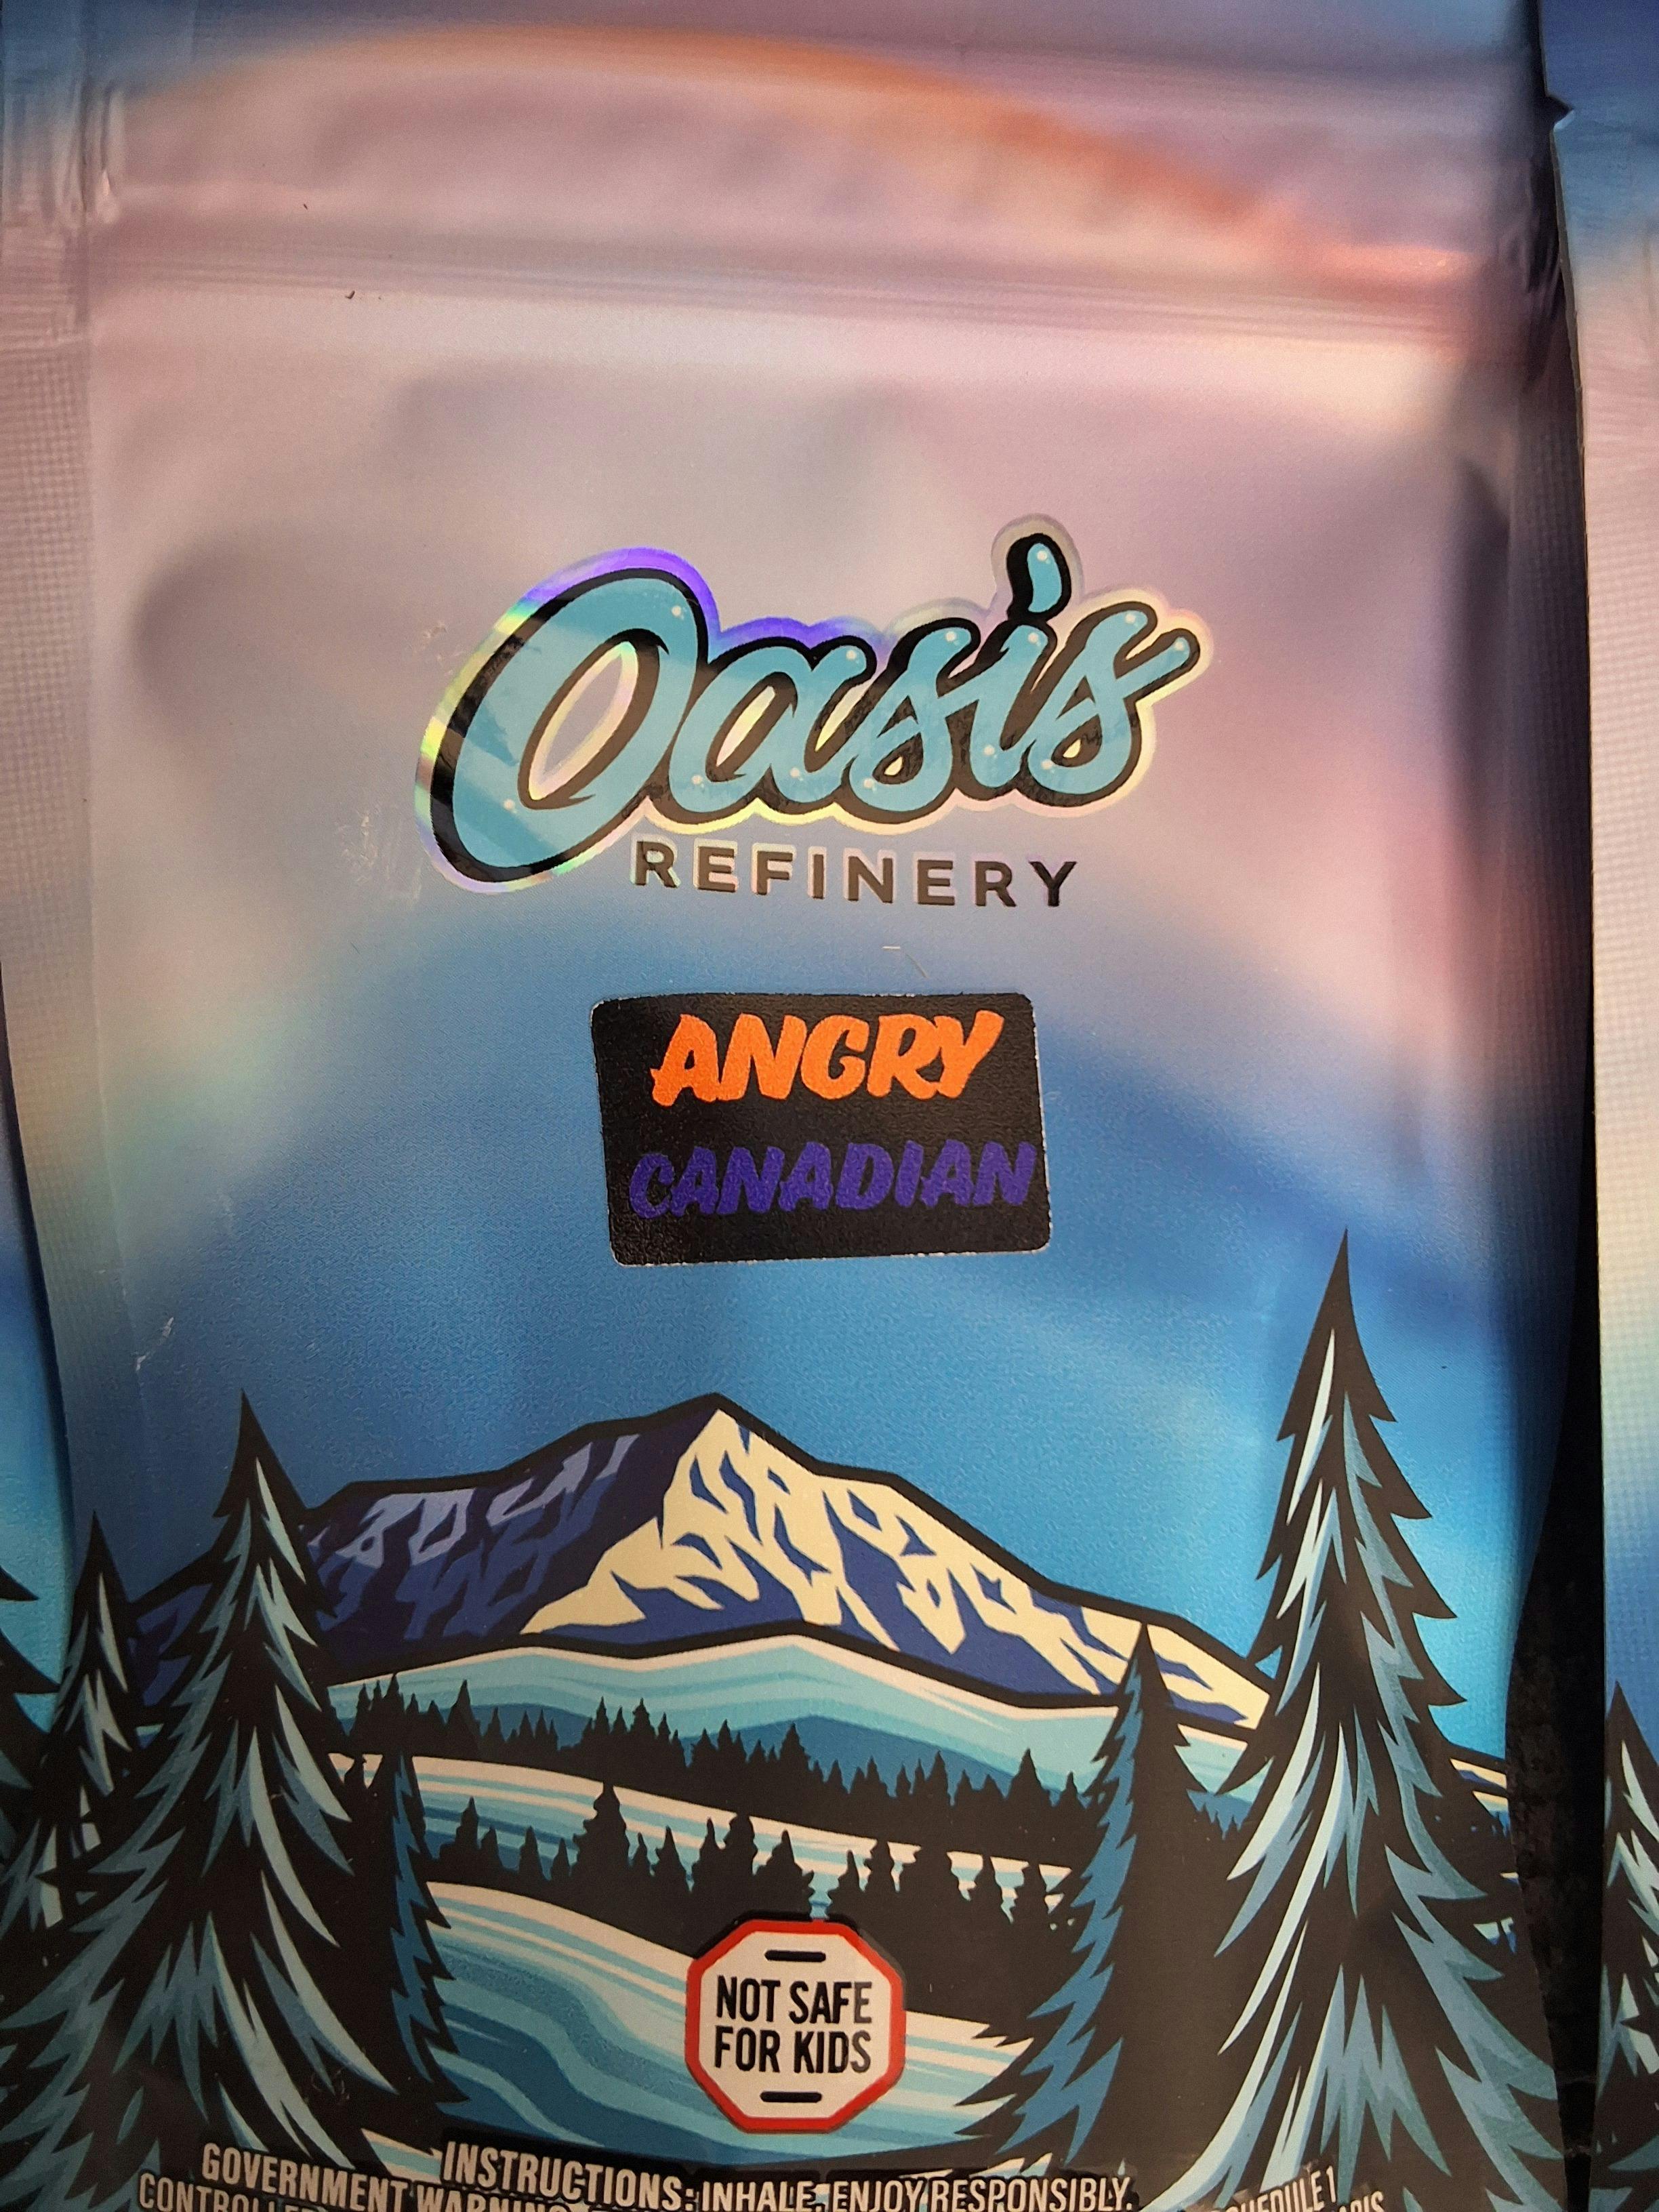 Oasis
REFINERY
ANGRY
CANADIAN
NOT SAFE
FOR KIDS
INSTRUCTIONS: INHALE, ENJOY RESPONSIBLY.
GOVERNMENT WARNING